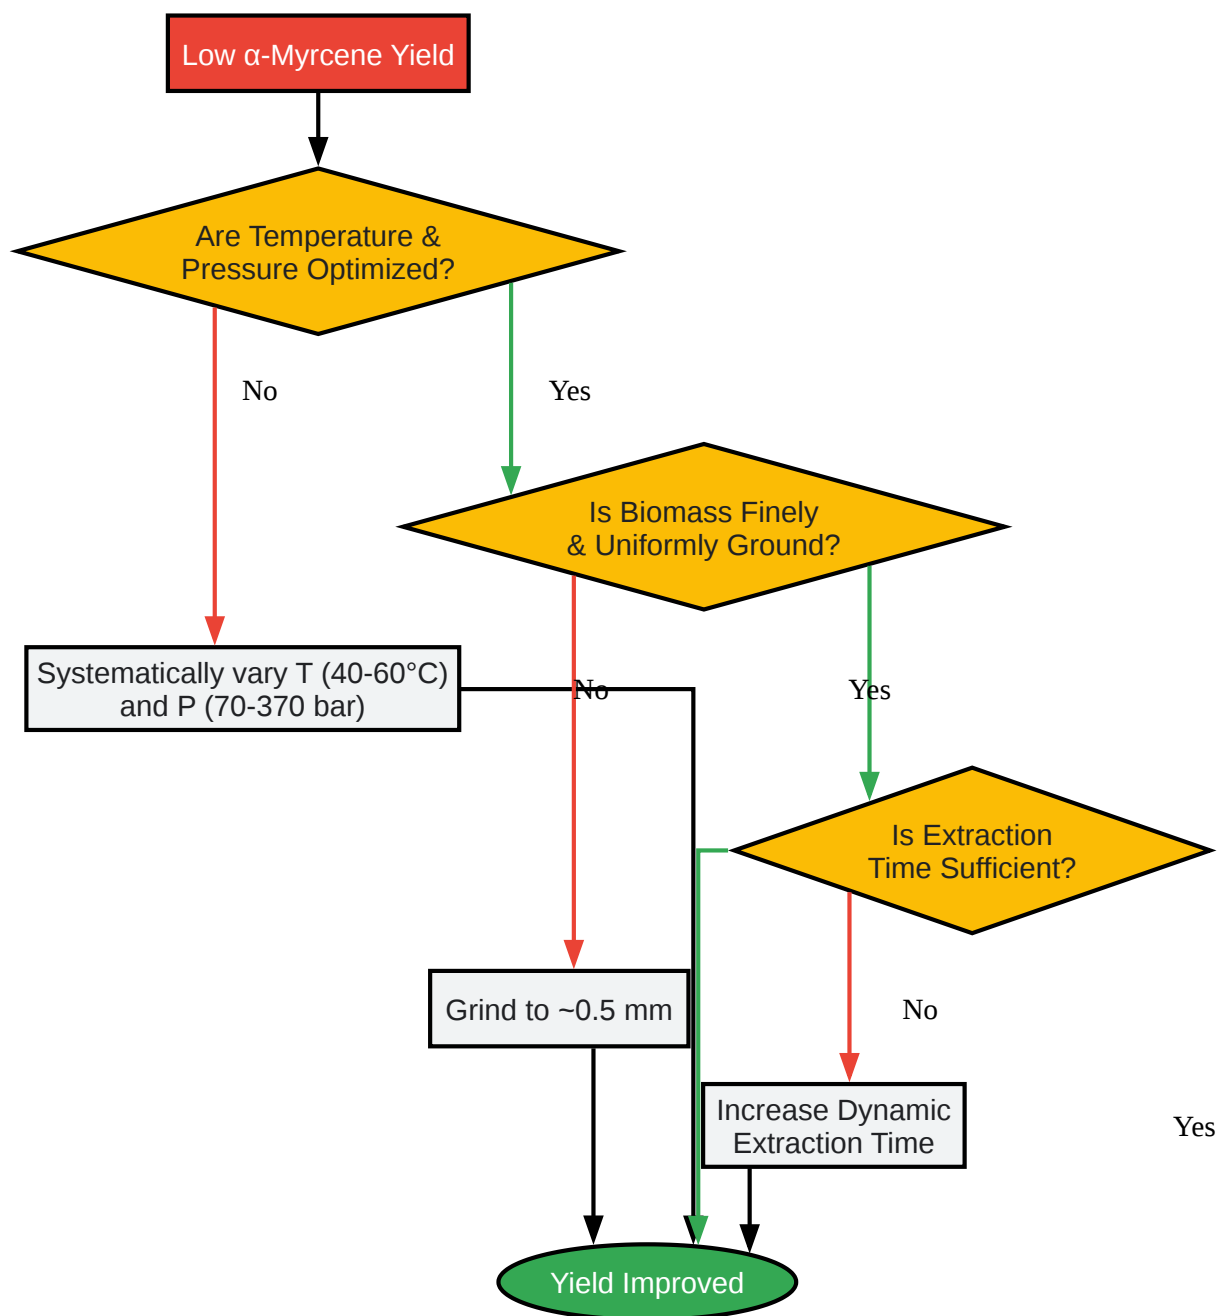 Low α-Myrcene Yield
Are Temperature &
Pressure Optimized?
No
Yes
Is Biomass Finely
& Uniformly Ground?
Systematically vary T (40-60°C)
and P (70-370 bar)
No
Yes
Is Extraction
Time Sufficient?
Grind to ~0.5 mm
No
Increase Dynamic
Extraction Time
Yes
Yield Improved